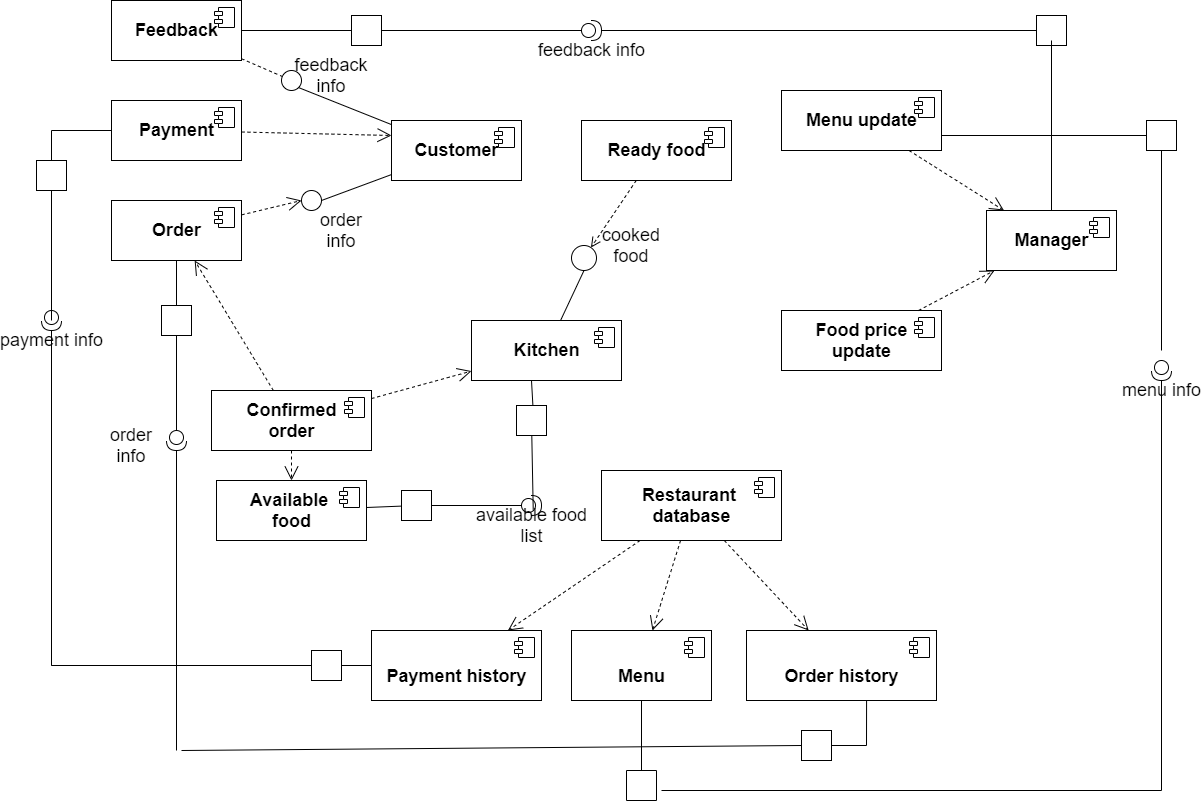 Feedback
feedback info
feedback
info
Payment
Customer
Ready food
Menu update
Order
order
info
cooked
food
Manager
payment info
Kitchen
Food price
update
menu info
Confirmed
order
order
info
Available
food
available food
list
Restaurant
database
Payment history
Menu
Order history